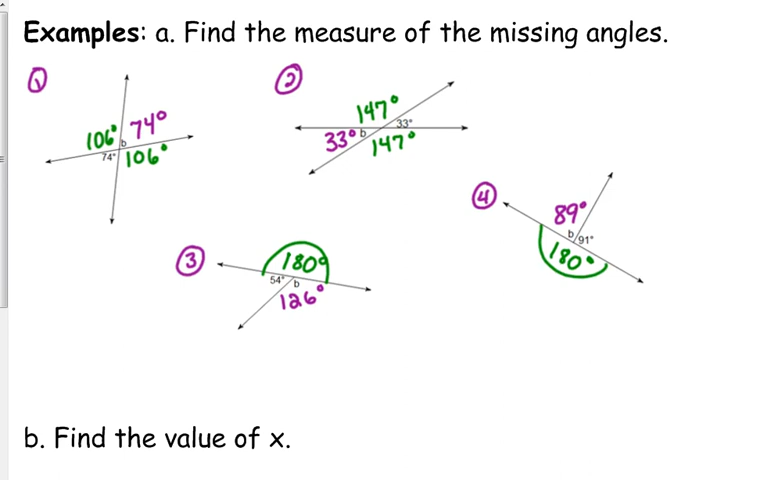 Examples: a. Find the measure of the missing angles.
1
106° 74°
b
74° 106°
2
147°
33°
33° b
147°
3
180°
54° b
126°
4
89°
b 91°
180°
b. Find the value of x.